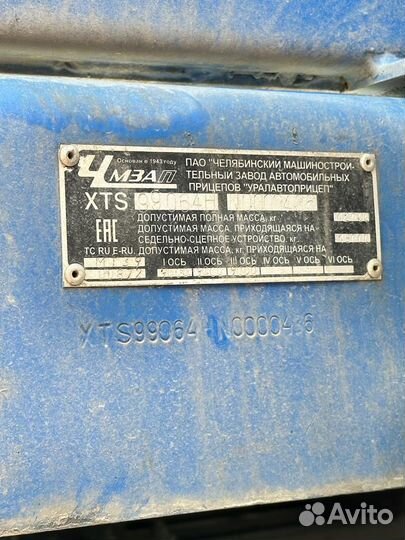 Основан в 1943 году
ЧМЗАП
ПАО "ЧЕЛЯБИНСКИЙ МАШИНОСТРОИ-
ТЕЛЬНЫЙ ЗАВОД АВТОМОБИЛЬНЫХ
ПРИЦЕПОВ "УРАЛАВТОПРИЦЕП"
XTS 99064H
ДОПУСТИМАЯ ПОЛНАЯ МАССА, кг
ДОПУСТИМАЯ МАССА, ПРИХОДЯЩАЯСЯ НА-
СЕДЕЛЬНО-СЦЕПНОЕ УСТРОЙСТВО, кг
EAC
TC RU E-RU.
ДОПУСТИМАЯ МАССА, ПРИХОДЯЩАЯСЯ НА:
I ОСЬ II ОСЬ III ОСЬ IV ОСЬ V ОСЬ VI ОСЬ
Avito